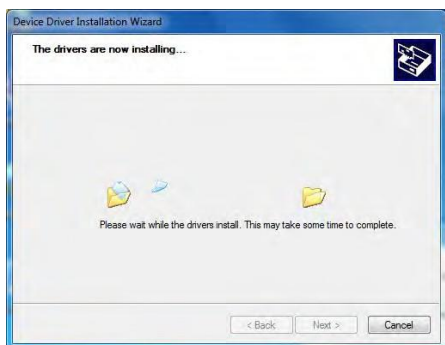 Device Driver Installation Wizard
The drivers are now installing...
Please wait while the drivers install. This may take some time to complete.
< Back
Next >
Cancel